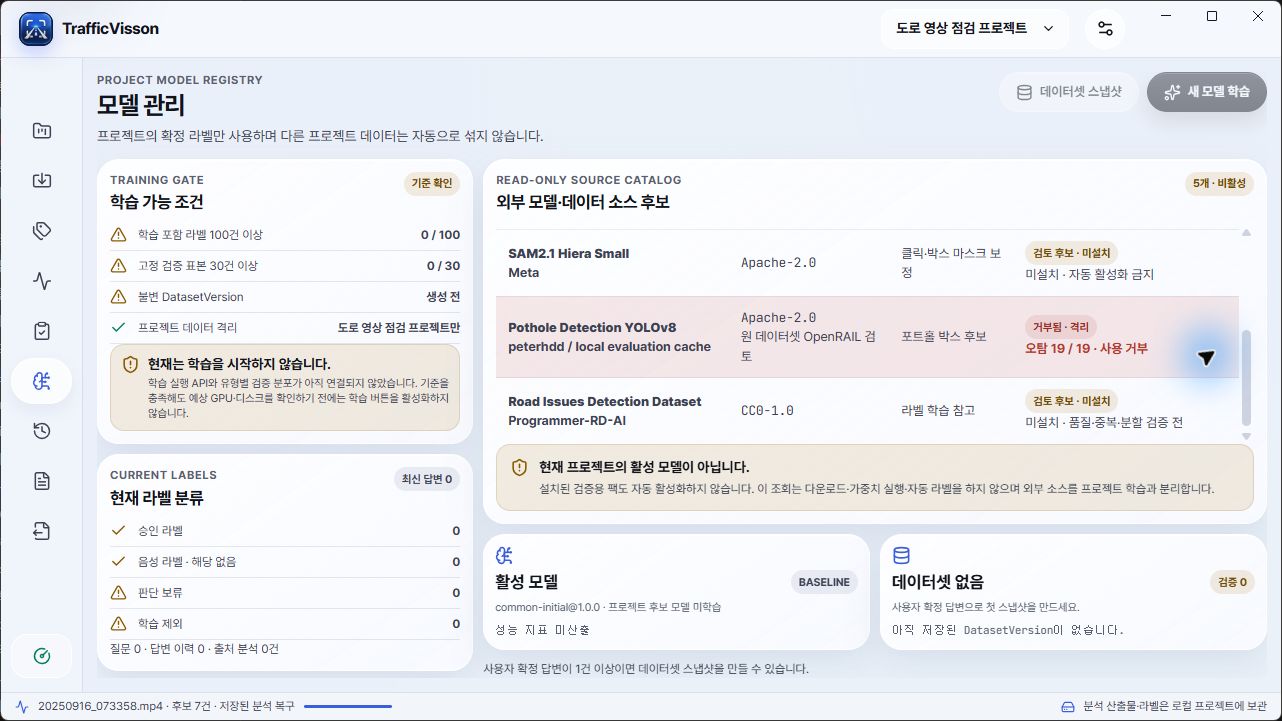 TrafficVisson
도로 영상 점검 프로젝트
PROJECT MODEL REGISTRY
모델 관리
프로젝트의 확정 라벨만 사용하며 다른 프로젝트 데이터는 자동으로 섞지 않습니다.
데이터셋 스냅샷
새 모델 학습
TRAINING GATE
학습 가능 조건
기준 확인
학습 포함 라벨 100건 이상
0 / 100
고정 검증 표본 30건 이상
0 / 30
불변 DatasetVersion
생성 전
프로젝트 데이터 격리
도로 영상 점검 프로젝트만
현재는 학습을 시작하지 않습니다.
학습 실행 API와 유형별 검증 분포가 아직 연결되지 않았습니다. 기준을
충족해도 예상 GPU·디스크를 확인하기 전에는 학습 버튼을 활성화하지
않습니다.
CURRENT LABELS
현재 라벨 분류
최신 답변 0
승인 라벨
0
음성 라벨 · 해당 없음
0
판단 보류
0
학습 제외
0
질문 0 · 답변 이력 0 · 출처 분석 0건
READ-ONLY SOURCE CATALOG
외부 모델·데이터 소스 후보
5개 · 비활성
SAM2.1 Hiera Small
Meta
Apache-2.0
클릭·박스 마스크 보
정
검토 후보 · 미설치
미설치 · 자동 활성화 금지
Pothole Detection YOLOv8
peterhdd / local evaluation cache
Apache-2.0
원 데이터셋 OpenRAIL 검
토
포트홀 박스 후보
거부됨 · 격리
오탐 19 / 19 · 사용 거부
Road Issues Detection Dataset
Programmer-RD-AI
CC0-1.0
라벨 학습 참고
검토 후보 · 미설치
미설치 · 품질·중복·분할 검증 전
현재 프로젝트의 활성 모델이 아닙니다.
설치된 검증용 팩도 자동 활성화하지 않습니다. 이 조회는 다운로드·가중치 실행·자동 라벨을 하지 않으며 외부 소스를 프로젝트 학습과 분리합니다.
활성 모델
BASELINE
common-initial@1.0.0 · 프로젝트 후보 모델 미학습
성능 지표 미산출
데이터셋 없음
검증 0
사용자 확정 답변으로 첫 스냅샷을 만드세요.
아직 저장된 DatasetVersion이 없습니다.
사용자 확정 답변이 1건 이상이면 데이터셋 스냅샷을 만들 수 있습니다.
20250916_073358.mp4 · 후보 7건 · 저장된 분석 복구
분석 산출물·라벨은 로컬 프로젝트에 보관